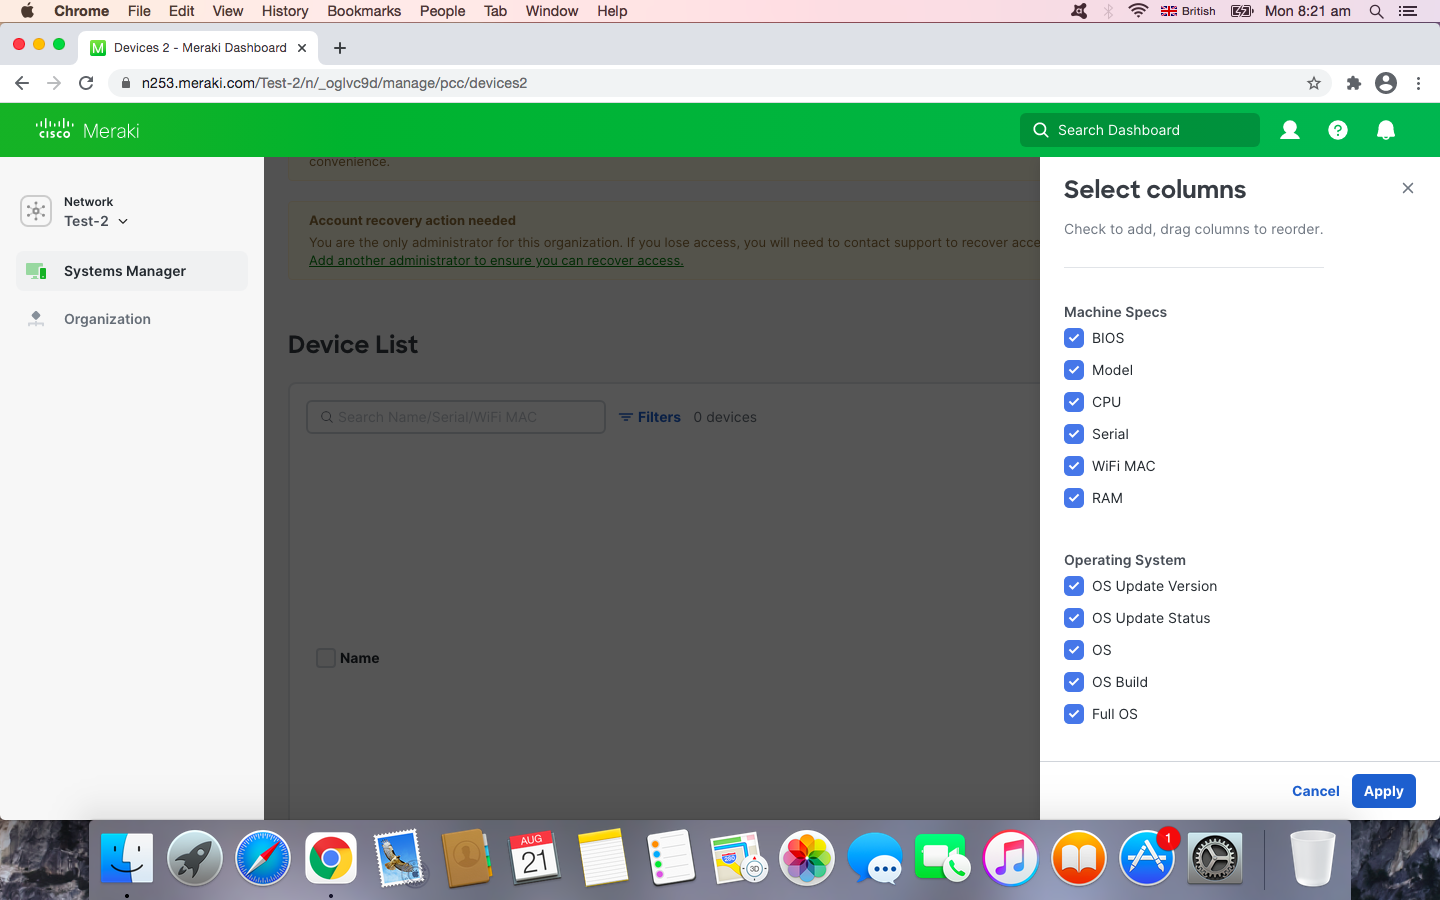 Chrome File Edit View History Bookmarks People Tab Window Help British Mon 8:21 am
Devices 2 - Meraki Dashboard
n253.meraki.com/Test-2/n/_oglvc9d/manage/pcc/devices2
cisco Meraki
Search Dashboard
Network
Test-2
Systems Manager
Organization
convenience.
Account recovery action needed
You are the only administrator for this organization. If you lose access, you will need to contact support to recover acce
Add another administrator to ensure you can recover access.
Device List
Search Name/Serial/WiFi MAC
Filters
0 devices
Name
Select columns
Check to add, drag columns to reorder.
Machine Specs
BIOS
Model
CPU
Serial
WiFi MAC
RAM
Operating System
OS Update Version
OS Update Status
OS
OS Build
Full OS
Cancel
Apply
AUG
21
280
3D
1